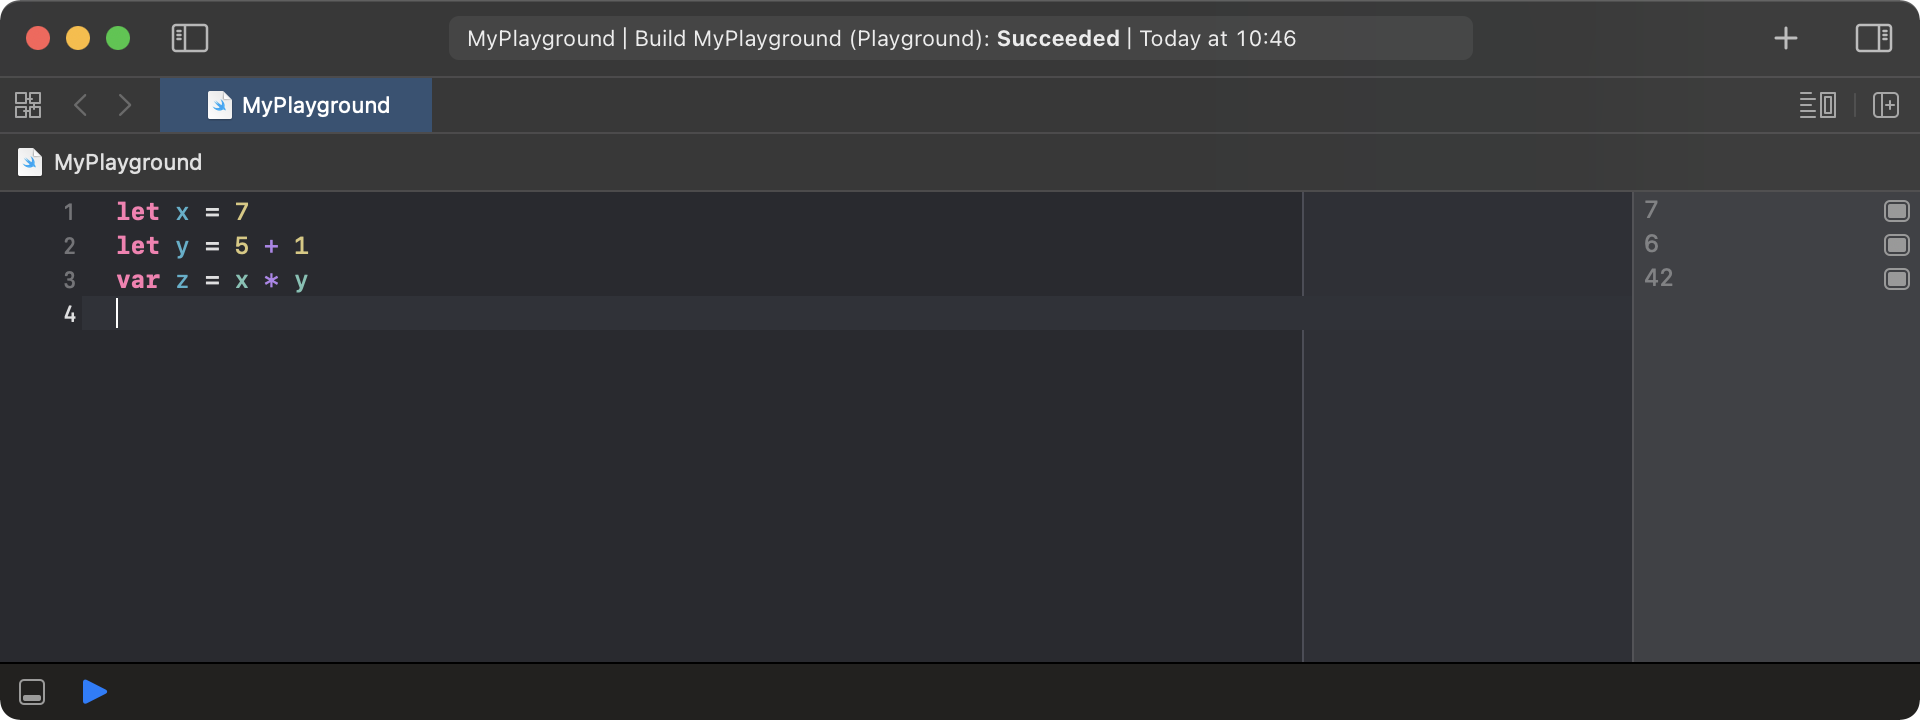 MyPlayground | Build MyPlayground (Playground): Succeeded | Today at 10:46
MyPlayground
MyPlayground
1 let x = 7
2 let y = 5 + 1
3 var z = x * y
4
7
6
42